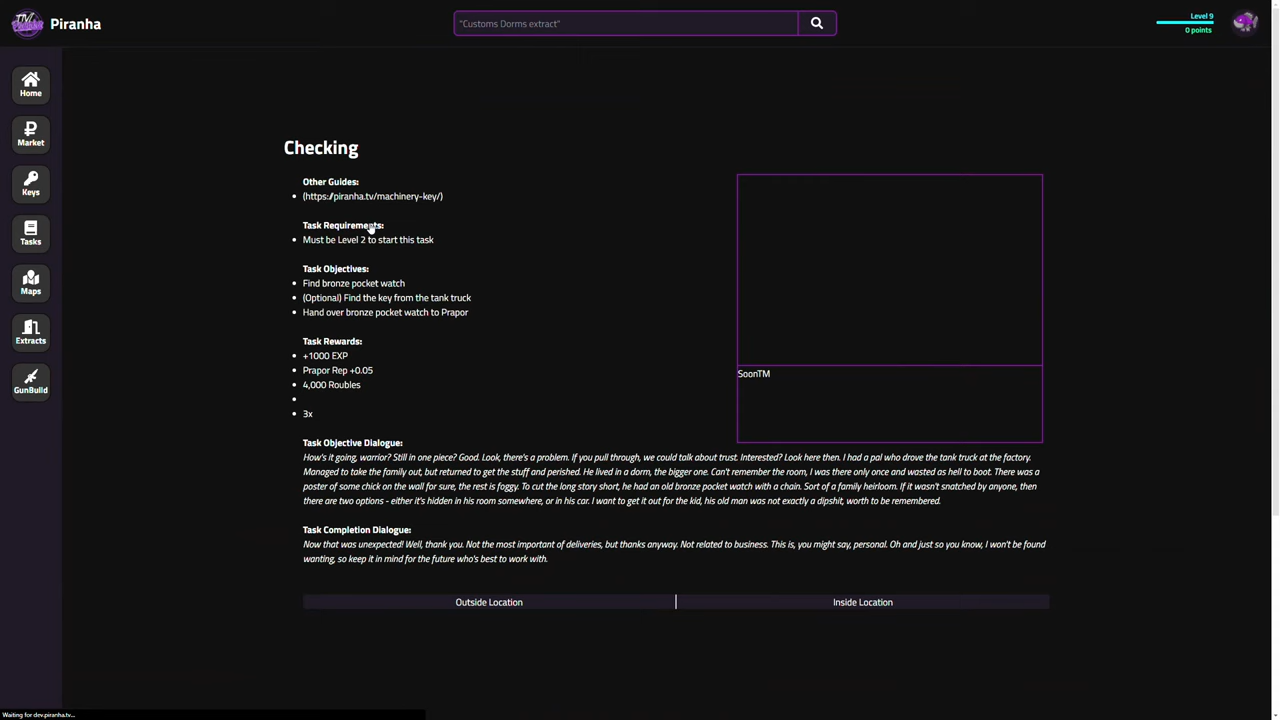 Piranha
"Customs Dorms extract"
Level 9
0 points
Home
Market
Keys
Tasks
Maps
Extracts
GunBuild
Checking
Other Guides:
(https://piranha.tv/machinery-key/)
Task Requirements:
Must be Level 2 to start this task
Task Objectives:
Find bronze pocket watch
(Optional) Find the key from the tank truck
Hand over bronze pocket watch to Prapor
Task Rewards:
+1000 EXP
Prapor Rep +0.05
4,000 Roubles
3x
SoonTM
Task Objective Dialogue:
How's it going, warrior? Still in one piece? Good. Look, there's a problem. If you pull through, we could talk about trust. Interested? Look here then. I had a pal who drove the tank truck at the factory.
Managed to take the family out, but returned to get the stuff and perished. He lived in a dorm, the bigger one. Can't remember the room, I was there only once and wasted as hell to boot. There was a
poster of some chick on the wall for sure, the rest is foggy. To cut the long story short, he had an old bronze pocket watch with a chain. Sort of a family heirloom. If it wasn't snatched by anyone, then
there are two options - either it's hidden in his room somewhere, or in his car. I want to get it out for the kid, his old man was not exactly a dipshit, worth to be remembered.
Task Completion Dialogue:
Now that was unexpected! Well, thank you. Not the most important of deliveries, but thanks anyway. Not related to business. This is, you might say, personal. Oh and just so you know, I won't be found
wanting, so keep it in mind for the future who's best to work with.
Outside Location
Inside Location
Waiting for dev.piranha.tv...